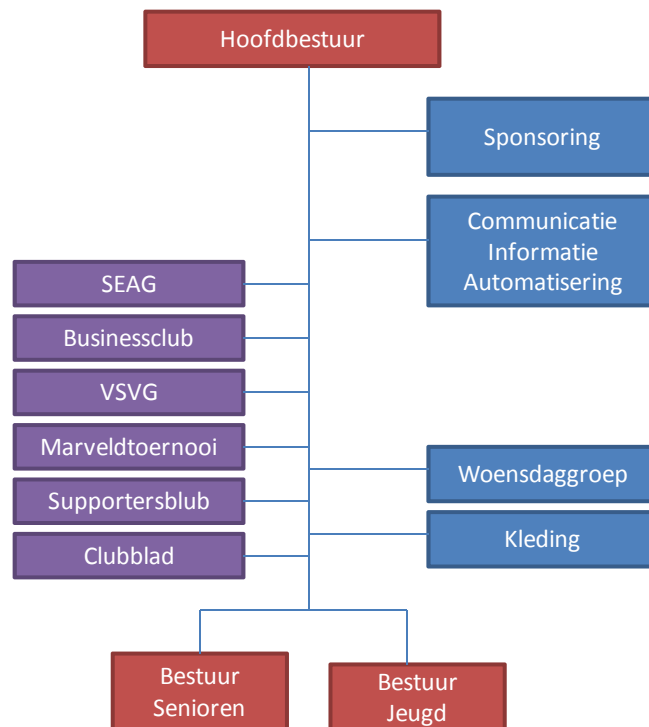 Hoofdbestuur
Sponsoring
Communicatie
Informatie
Automatisering
SEAG
Businessclub
VSVG
Marveldtoernooi
Supportersblub
Clubblad
Woensdaggroep
Kleding
Bestuur
Senioren
Bestuur
Jeugd